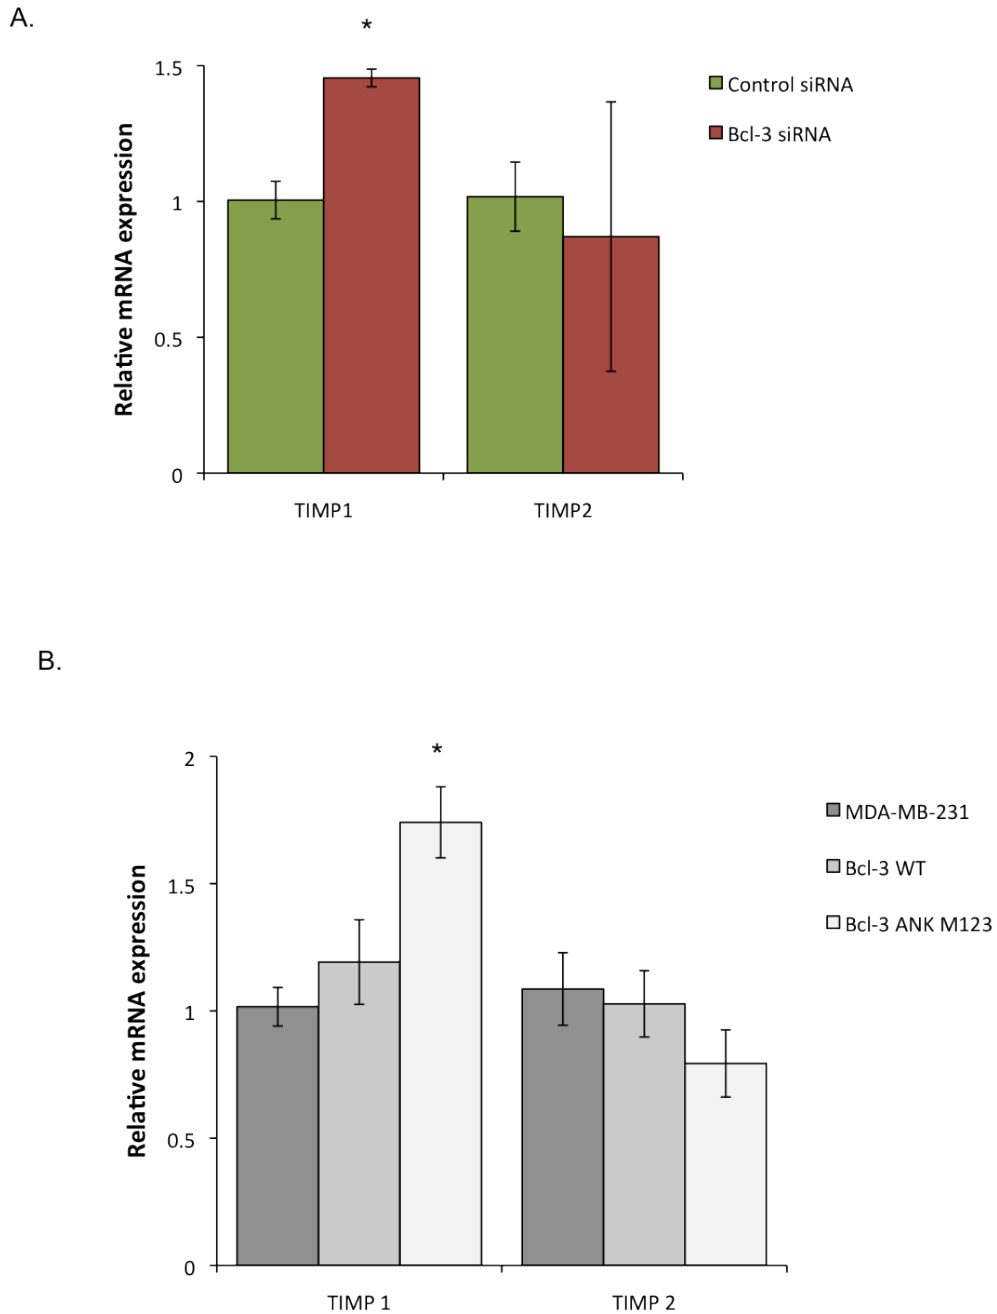 A.
*
1.5
1
0.5
0
Relative mRNA expression
TIMP1
TIMP2
Control siRNA
Bcl-3 siRNA
B.
*
2
1.5
1
0.5
0
Relative mRNA expression
TIMP 1
TIMP 2
MDA-MB-231
Bcl-3 WT
Bcl-3 ANK M123